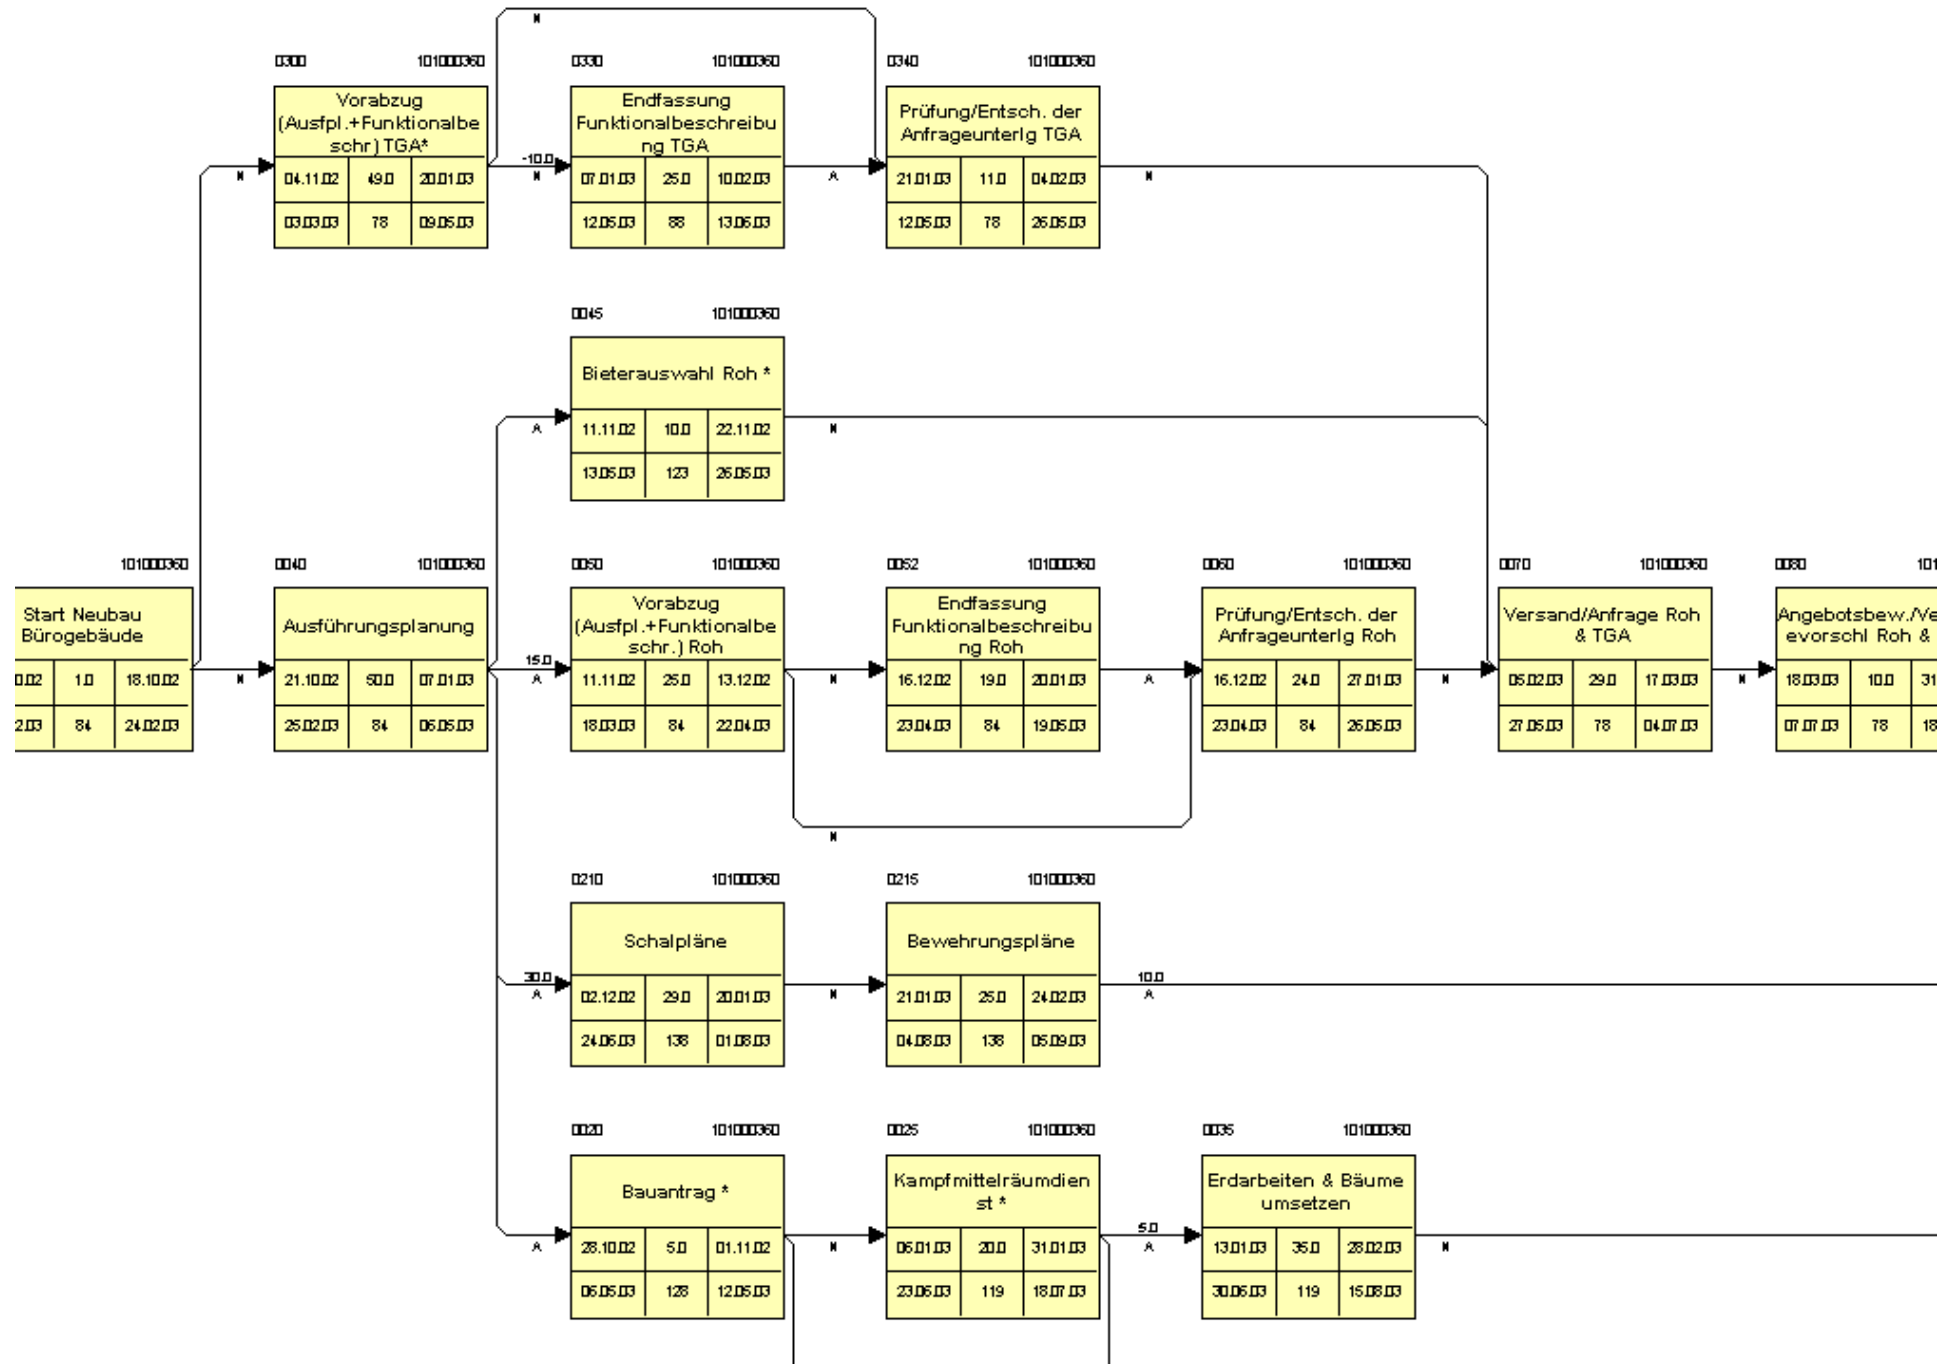 N
0300 101000360
Vorabzug
(Ausfpl.+Funktionalbe
schr) TGA*
04.11.02 49.0 20.01.03
03.03.03 78 09.05.03
-10.0
N
0330 101000360
Endfassung
Funktionalbeschreibu
ng TGA
07.01.03 25.0 10.02.03
12.05.03 88 13.06.03
A
0340 101000360
Prüfung/Entsch. der
Anfrageunterlg TGA
21.01.03 11.0 04.02.03
12.05.03 78 26.05.03
N
N
0045 101000360
Bieterauswahl Roh *
11.11.02 10.0 22.11.02
13.05.03 123 26.05.03
A
N
101000360
Start Neubau
Bürogebäude
0.02 1.0 18.10.02
2.03 84 24.02.03
N
0040 101000360
Ausführungsplanung
21.10.02 50.0 07.01.03
25.02.03 84 06.05.03
15.0
A
0050 101000360
Vorabzug
(Ausfpl.+Funktionalbe
schr.) Roh
11.11.02 25.0 13.12.02
18.03.03 84 22.04.03
N
0052 101000360
Endfassung
Funktionalbeschreibu
ng Roh
16.12.02 19.0 20.01.03
23.04.03 84 19.05.03
A
0060 101000360
Prüfung/Entsch. der
Anfrageunterlg Roh
16.12.02 24.0 27.01.03
23.04.03 84 26.05.03
N
0070 101000360
Versand/Anfrage Roh
& TGA
05.02.03 29.0 17.03.03
27.05.03 78 04.07.03
N
0080 101
Angebotsbew./Ve
evorschl Roh &
18.03.03 10.0 31
07.07.03 78 18
N
0210 101000360
Schalpläne
02.12.02 29.0 20.01.03
24.06.03 138 01.08.03
30.0
A
N
0215 101000360
Bewehrungspläne
21.01.03 25.0 24.02.03
04.08.03 138 05.09.03
10.0
A
0020 101000360
Bauantrag *
28.10.02 5.0 01.11.02
06.05.03 128 12.05.03
A
N
0025 101000360
Kampfmittelräumdien
st *
06.01.03 20.0 31.01.03
23.06.03 119 18.07.03
5.0
A
0035 101000360
Erdarbeiten & Bäume
umsetzen
13.01.03 35.0 28.02.03
30.06.03 119 15.08.03
N